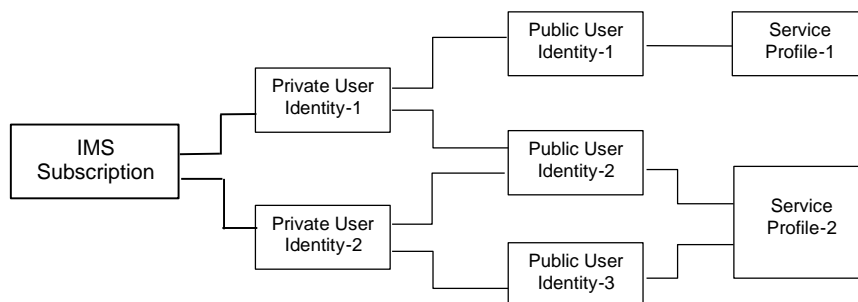 Public User
Identity-1
Service
Profile-1
Private User
Identity-1
IMS
Subscription
Public User
Identity-2
Private User
Identity-2
Service
Profile-2
Public User
Identity-3